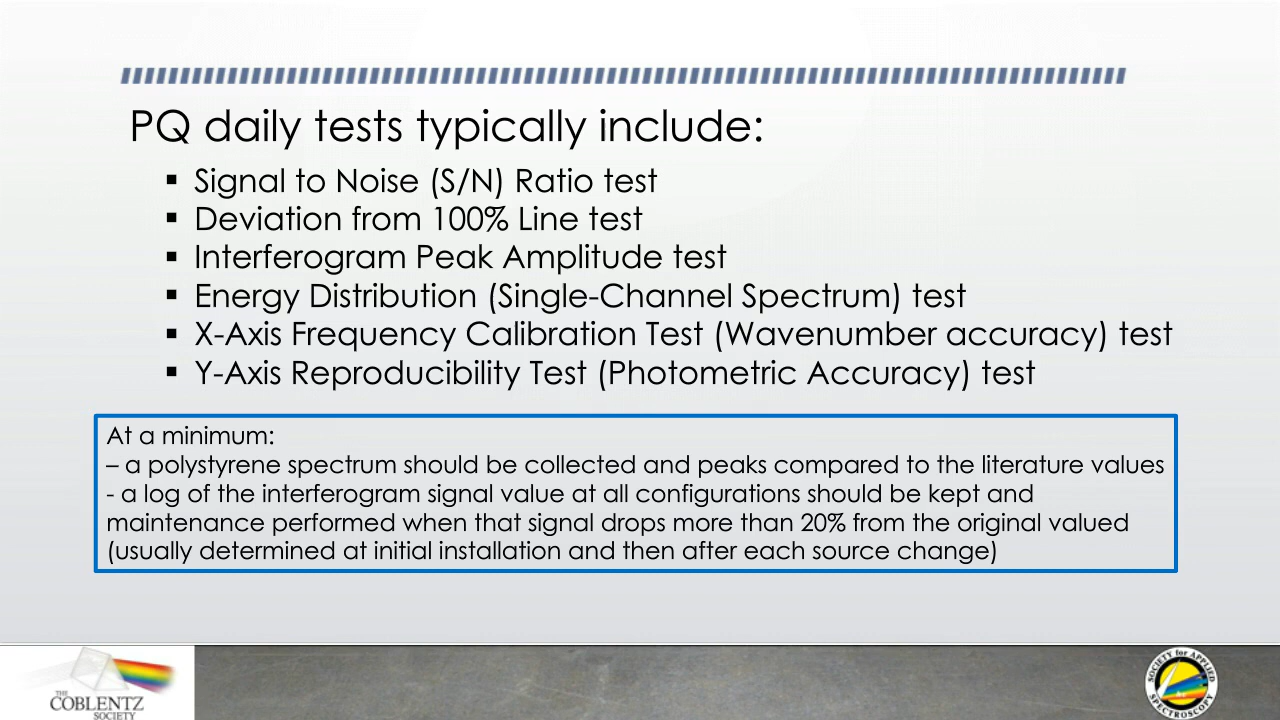 PQ daily tests typically include:
▪ Signal to Noise (S/N) Ratio test
▪ Deviation from 100% Line test
▪ Interferogram Peak Amplitude test
▪ Energy Distribution (Single-Channel Spectrum) test
▪ X-Axis Frequency Calibration Test (Wavenumber accuracy) test
▪ Y-Axis Reproducibility Test (Photometric Accuracy) test
At a minimum:
– a polystyrene spectrum should be collected and peaks compared to the literature values
- a log of the interferogram signal value at all configurations should be kept and
maintenance performed when that signal drops more than 20% from the original valued
(usually determined at initial installation and then after each source change)
THE
COBLENTZ
SOCIETY
SOCIETY for APPLIED
SPECTROSCOPY